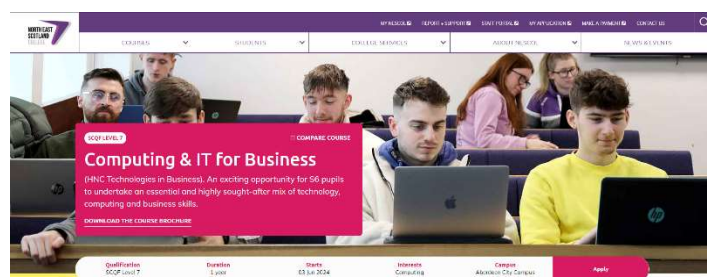 NORTH EAST
SCOTLAND
COLLEGE
MY NESCOL
REPORT + SUPPORT
STAFF PORTAL
MY APPLICATION
MAKE A PAYMENT
CONTACT US
COURSES
STUDENTS
COLLEGE SERVICES
ABOUT NESCOL
NEWS & EVENTS
SCQF LEVEL 7
COMPARE COURSE
Computing & IT for Business
(HNC Technologies in Business). An exciting opportunity for S6 pupils
to undertake an essential and highly sought-after mix of technology,
computing and business skills.
DOWNLOAD THE COURSE BROCHURE
Qualification
SCQF Level 7
Duration
1 year
Starts
03 Jun 2024
Interests
Computing
Campus
Aberdeen City Campus
Apply
hp